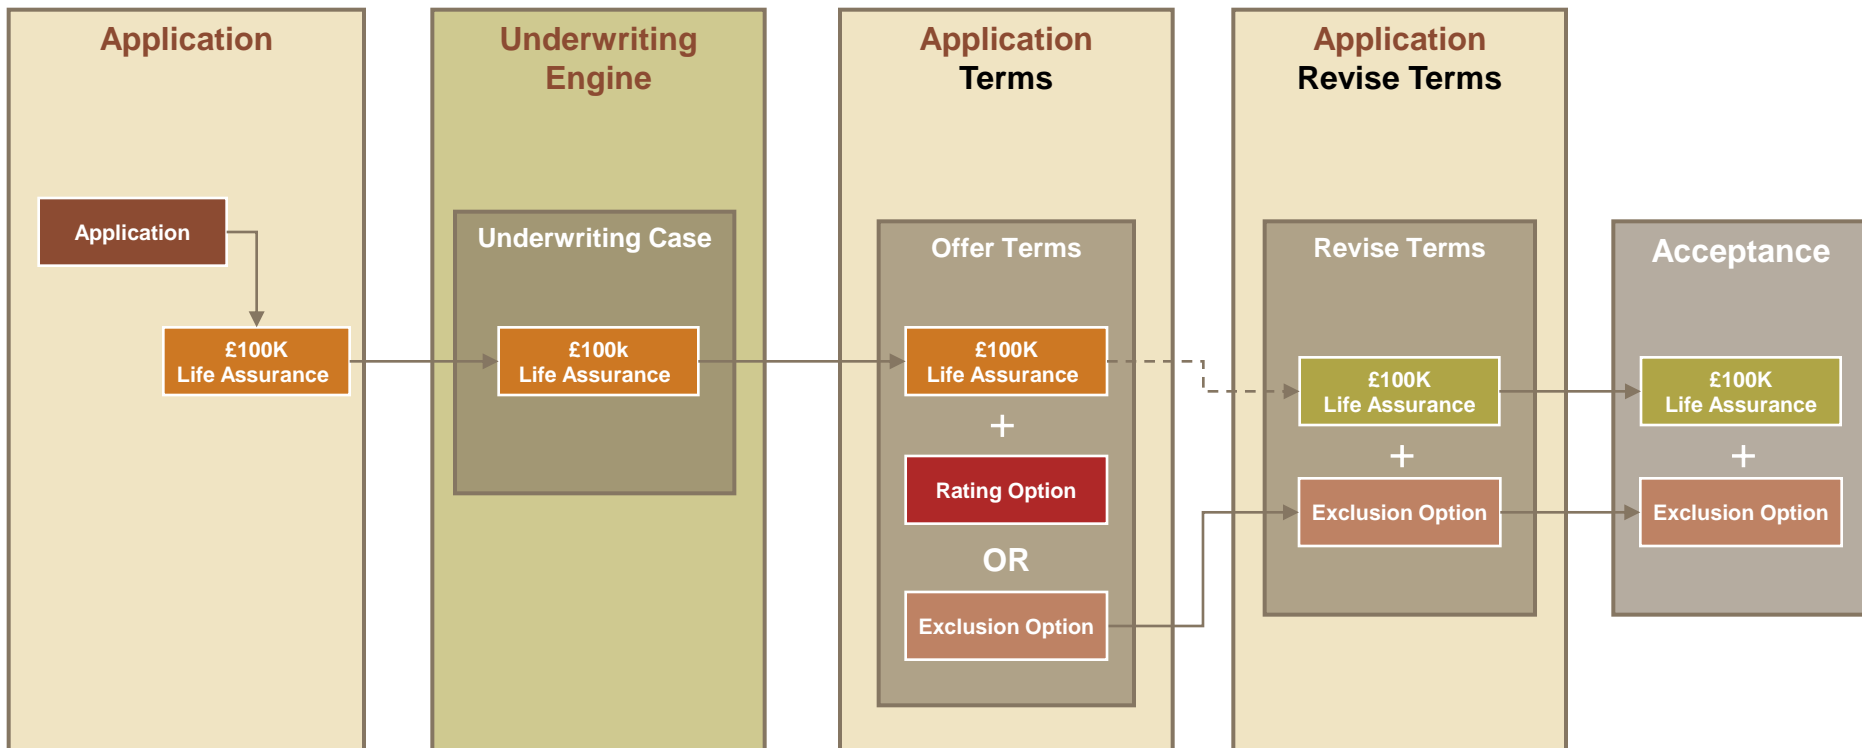 Application
Application
£100K
Life Assurance
Underwriting
Engine
Underwriting Case
£100k
Life Assurance
Application
Terms
Offer Terms
£100K
Life Assurance
+
Rating Option
OR
Exclusion Option
Application
Revise Terms
Revise Terms
£100K
Life Assurance
+
Exclusion Option
Acceptance
£100K
Life Assurance
+
Exclusion Option